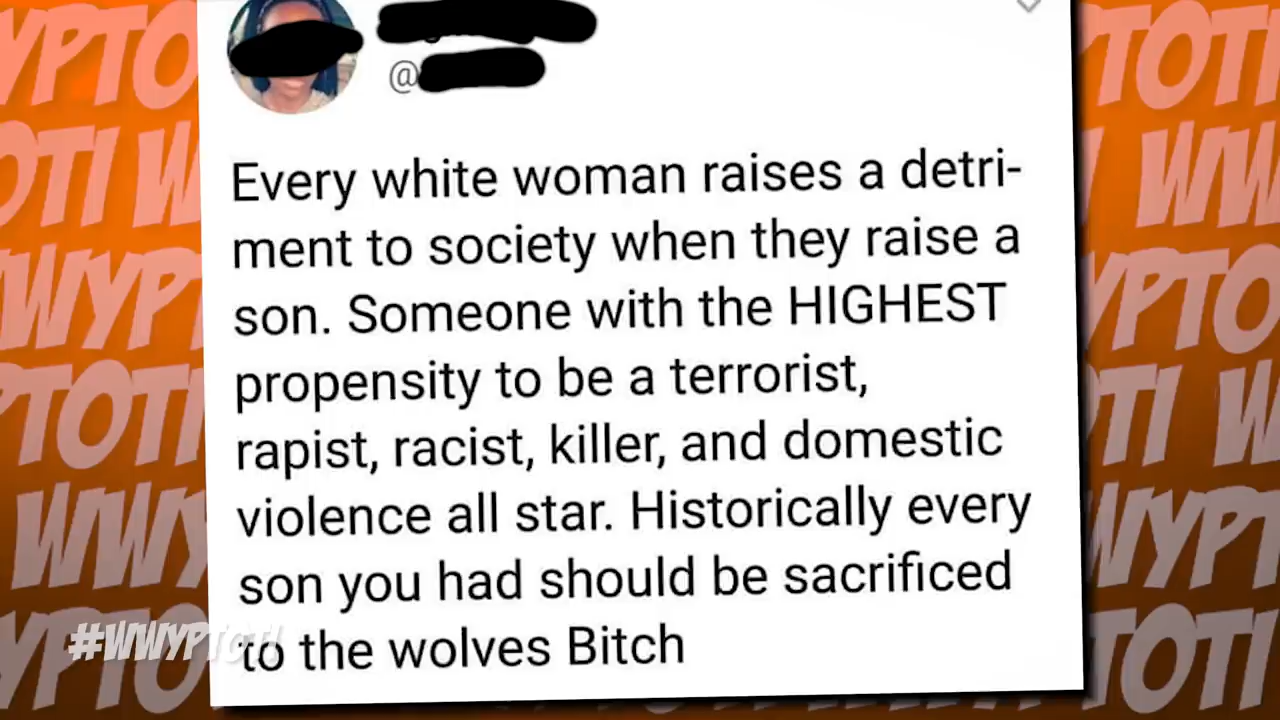 @
Every white woman raises a detri-
ment to society when they raise a
son. Someone with the HIGHEST
propensity to be a terrorist,
rapist, racist, killer, and domestic
violence all star. Historically every
son you had should be sacrificed
to the wolves Bitch
#WWYPTOTI